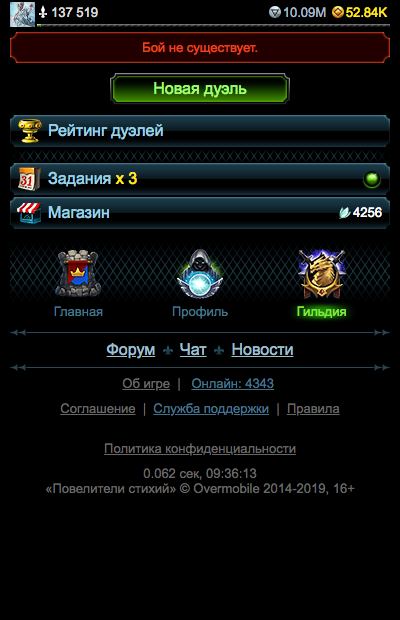 137 519 10.09M 52.84K
Бой не существует.
Новая дуэль
Рейтинг дуэлей
31 Задания x 3
Магазин 4256
Главная Профиль Гильдия
Форум Чат Новости
Об игре | Онлайн: 4343
Соглашение | Служба поддержки | Правила
Политика конфиденциальности
0.062 сек, 09:36:13
«Повелители стихий» © Overmobile 2014-2019, 16+